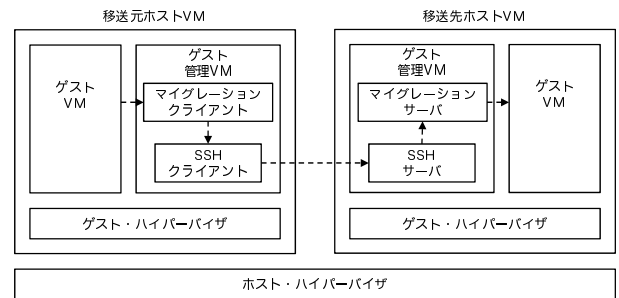 移送元ホストVM
移送先ホストVM
ゲスト
VM
ゲスト
管理VM
マイグレーション
クライアント
SSH
クライアント
ゲスト・ハイパーバイザ
ゲスト
管理VM
マイグレーション
サーバ
SSH
サーバ
ゲスト
VM
ゲスト・ハイパーバイザ
ホスト・ハイパーバイザ